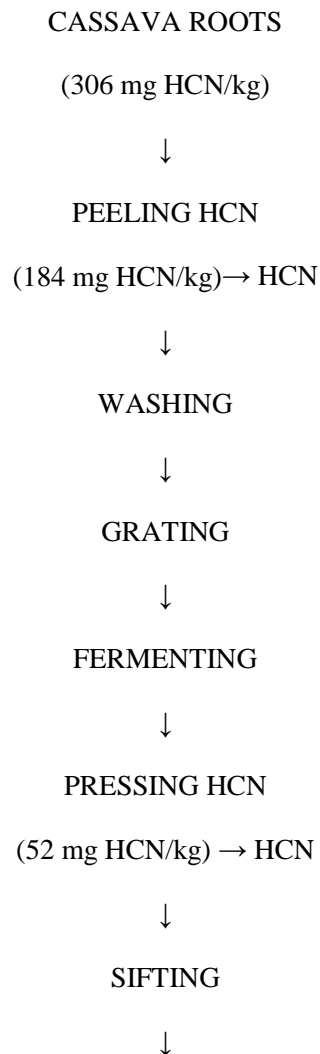 CASSAVA ROOTS
(306 mg HCN/kg)
↓
PEELING HCN
(184 mg HCN/kg)→ HCN
↓
WASHING
↓
GRATING
↓
FERMENTING
↓
PRESSING HCN
(52 mg HCN/kg) → HCN
↓
SIFTING
↓